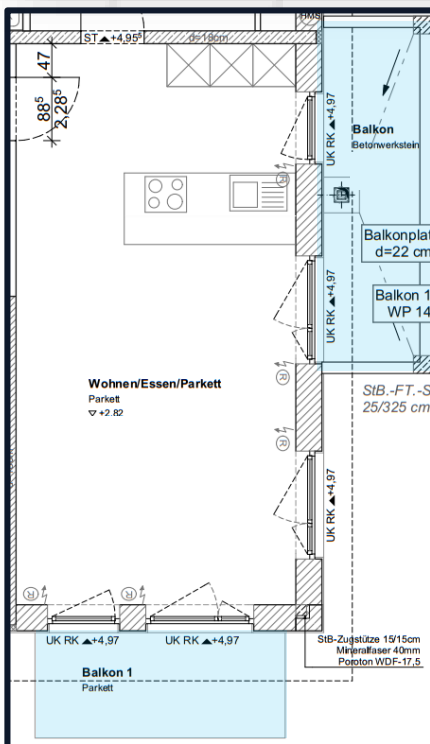 HMS
ST ▲+4,95⁵
d=18cm
47
88⁵
2,28⁵
UK RK ▲+4,97
Balkon
Betonwerkstein
R
Balkonplat
d=22 cm
Balkon 1
WP 14
UK RK ▲+4,97
R
StB.-FT.-S
25/325 cm
Wohnen/Essen/Parkett
Parkett
▽ +2.82
R
UK RK ▲+4,97
R
R
UK RK ▲+4,97
UK RK ▲+4,97
StB-Zugstütze 15/15cm
Mineralfaser 40mm
Poroton WDF-17,5
Balkon 1
Parkett